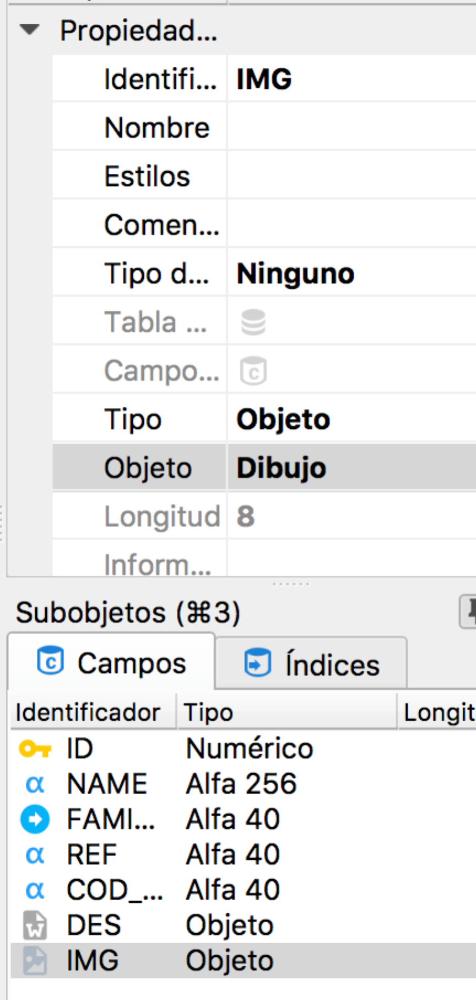 Propiedad...
Identifi... IMG
Nombre
Estilos
Comen...
Tipo d... Ninguno
Tabla ...
Campo... c
Tipo Objeto
Objeto Dibujo
Longitud 8
Inform...
Subobjetos (⌘3)
c Campos Índices
Identificador Tipo Longit
ID Numérico
α NAME Alfa 256
FAMI... Alfa 40
α REF Alfa 40
α COD_... Alfa 40
W DES Objeto
IMG Objeto